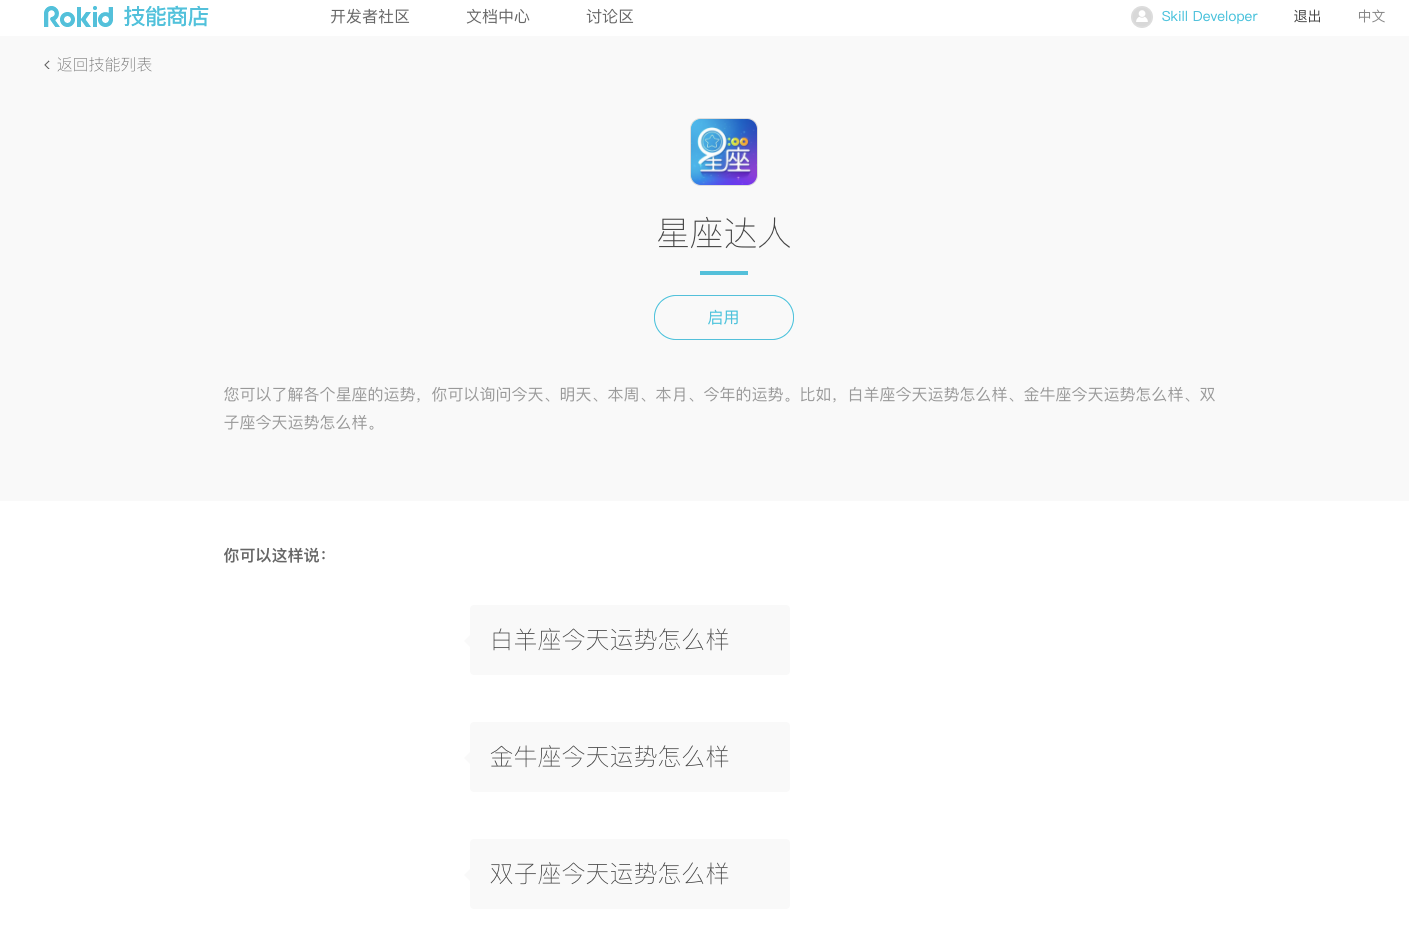 Rokid 技能商店 开发者社区 文档中心 讨论区 Skill Developer 退出 中文
返回技能列表
星座
星座达人
启用
您可以了解各个星座的运势，你可以询问今天、明天、本周、本月、今年的运势。比如，白羊座今天运势怎么样、金牛座今天运势怎么样、双
子座今天运势怎么样。
你可以这样说：
白羊座今天运势怎么样
金牛座今天运势怎么样
双子座今天运势怎么样